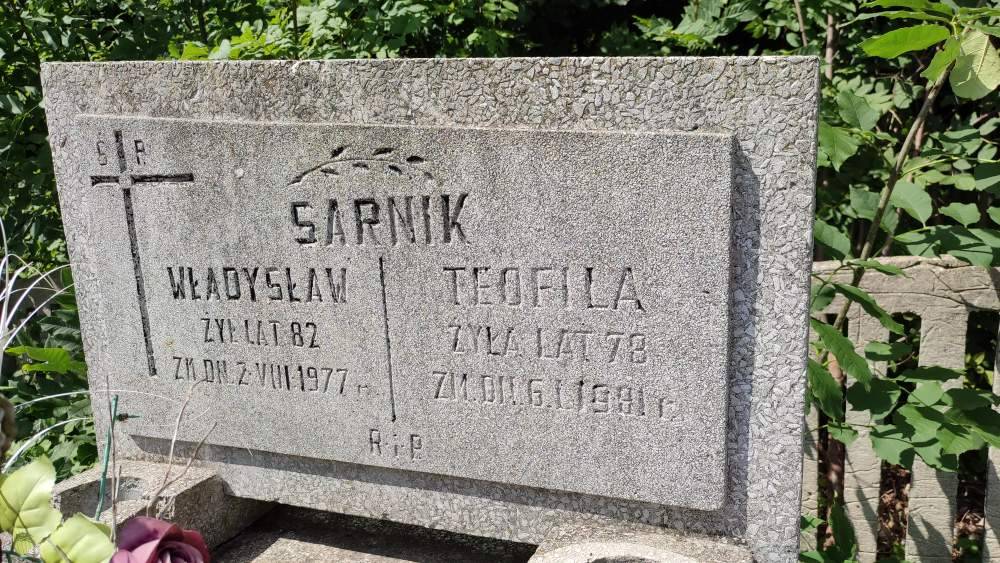 Ś P
SARNIK
WŁADYSŁAW
ŻYŁ LAT 82
ZM. DN. 2 VIII 1977 r.
TEOFILA
ŻYŁA LAT 78
ZM. DN. 6.I.1981 r.
R i P